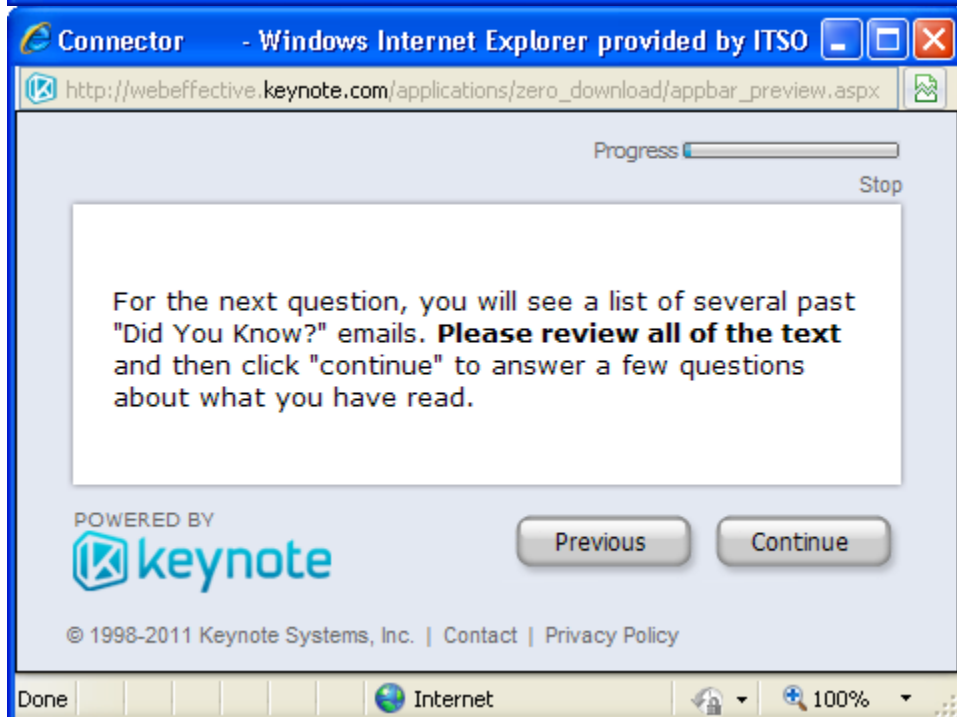 Connector - Windows Internet Explorer provided by ITSO
http://webeffective.keynote.com/applications/zero_download/appbar_preview.aspx
Progress
Stop
For the next question, you will see a list of several past
"Did You Know?" emails. Please review all of the text
and then click "continue" to answer a few questions
about what you have read.
POWERED BY
keynote
Previous
Continue
© 1998-2011 Keynote Systems, Inc. | Contact | Privacy Policy
Done
Internet
100%